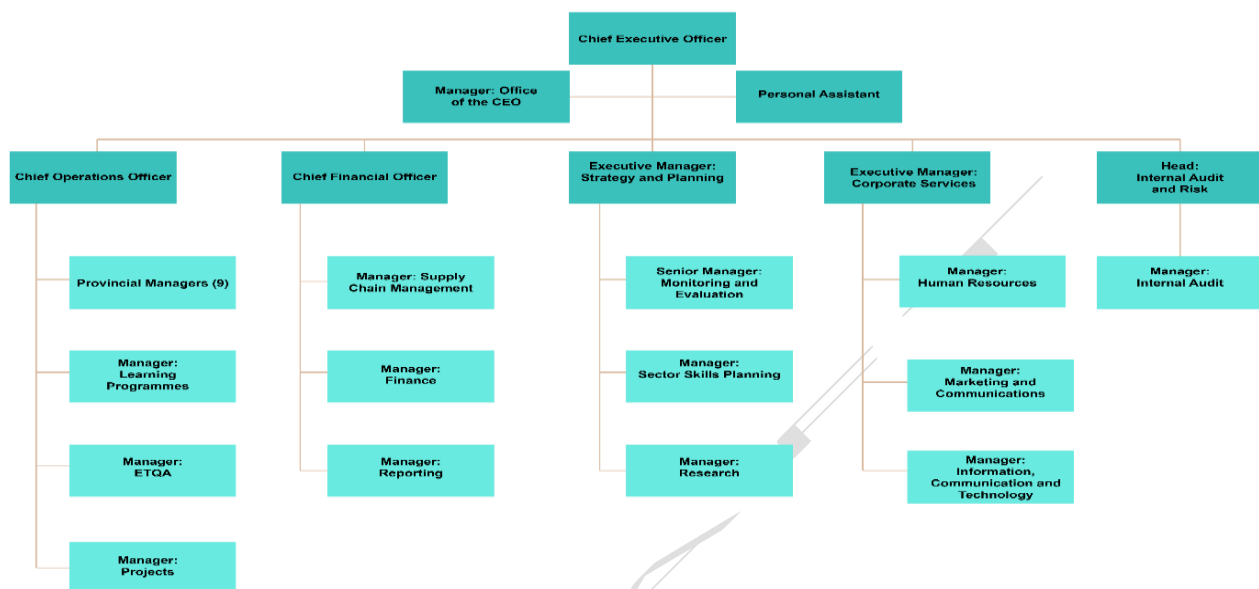 Chief Executive Officer
Manager: Office
of the CEO
Personal Assistant
Chief Operations Officer
Chief Financial Officer
Executive Manager:
Strategy and Planning
Executive Manager:
Corporate Services
Head:
Internal Audit
and Risk
Provincial Managers (9)
Manager: Supply
Chain Management
Senior Manager:
Monitoring and
Evaluation
Manager:
Human Resources
Manager:
Internal Audit
Manager:
Learning
Programmes
Manager:
Finance
Manager:
Sector Skills Planning
Manager:
Marketing and
Communications
Manager:
ETQA
Manager:
Reporting
Manager:
Research
Manager:
Information,
Communication and
Technology
Manager:
Projects